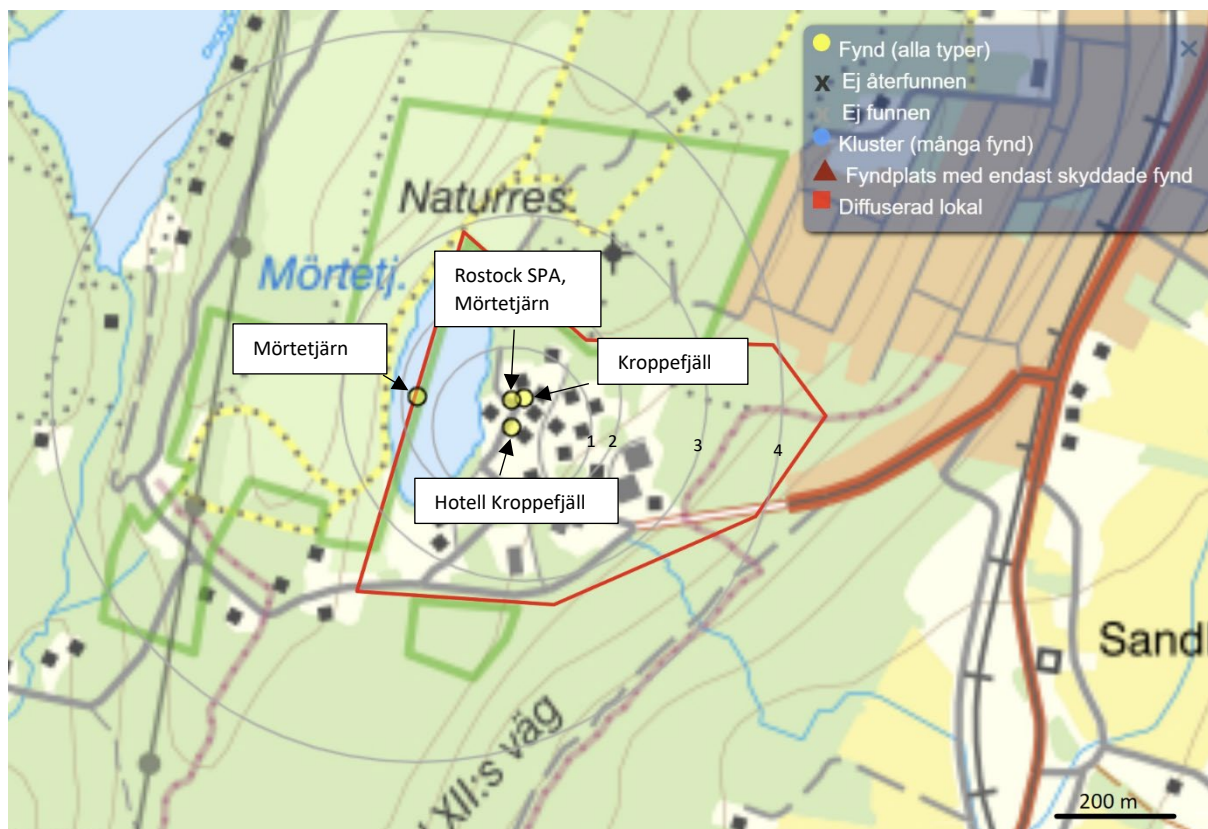 Fynd (alla typer)
x Ej återfunnen
x Ej funnen
Kluster (många fynd)
Fyndplats med endast skyddade fynd
Diffuserad lokal
Naturres.
Mörtetj.
Rostock SPA,
Mörtetjärn
Mörtetjärn
Kroppefjäll
1 2 3 4
Hotell Kroppefjäll
Sandl
XII:s väg
200 m